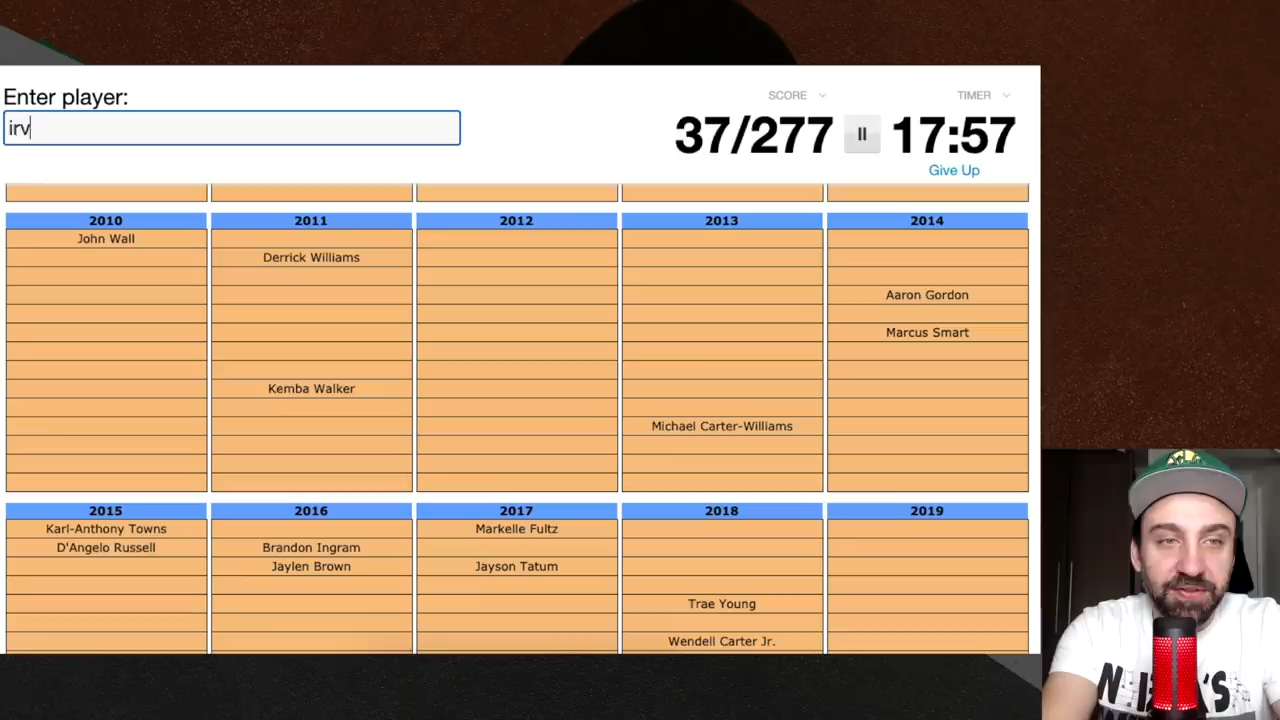 Enter player:
irv
SCORE
TIMER
37/277
17:57
Give Up
2010 2011 2012 2013 2014
John Wall
Derrick Williams
Aaron Gordon
Marcus Smart
Kemba Walker
Michael Carter-Williams
2015 2016 2017 2018 2019
Karl-Anthony Towns Markelle Fultz
D'Angelo Russell Brandon Ingram
Jaylen Brown Jayson Tatum
Trae Young
Wendell Carter Jr.